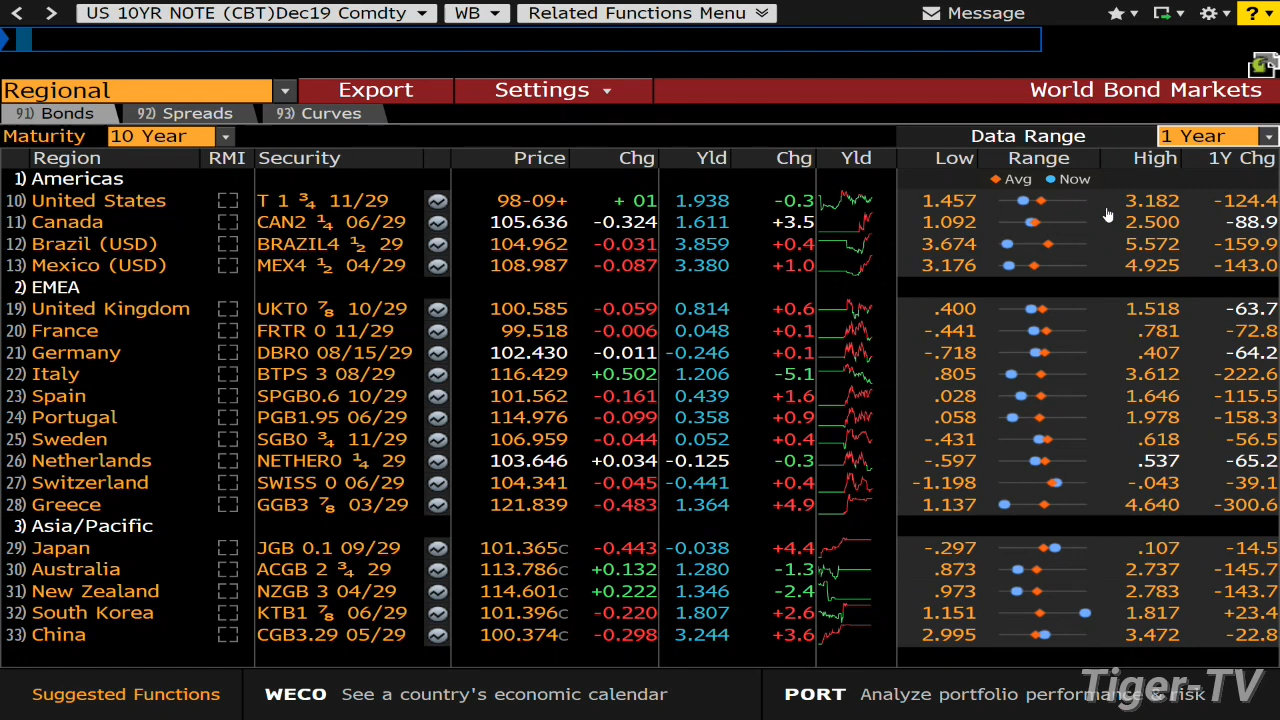 US 10YR NOTE (CBT)Dec19 Comdty WB Related Functions Menu Message ?
Regional Export Settings World Bond Markets
91) Bonds 92) Spreads 93) Curves
Maturity 10 Year Data Range 1 Year
Region RMI Security Price Chg Yld Chg Yld Low Range High 1Y Chg
1) Americas Avg Now
10) United States T 1 ¾ 11/29 98-09+ + 01 1.938 -0.3 1.457 3.182 -124.4
11) Canada CAN2 ¼ 06/29 105.636 -0.324 1.611 +3.5 1.092 2.500 -88.9
12) Brazil (USD) BRAZIL4 ½ 29 104.962 -0.031 3.859 +0.4 3.674 5.572 -159.9
13) Mexico (USD) MEX4 ½ 04/29 108.987 -0.087 3.380 +1.0 3.176 4.925 -143.0
2) EMEA
19) United Kingdom UKT0 ⅞ 10/29 100.585 -0.059 0.814 +0.6 .400 1.518 -63.7
20) France FRTR 0 11/29 99.518 -0.006 0.048 +0.1 -.441 .781 -72.8
21) Germany DBR0 08/15/29 102.430 -0.011 -0.246 +0.1 -.718 .407 -64.2
22) Italy BTPS 3 08/29 116.429 +0.502 1.206 -5.1 .805 3.612 -222.6
23) Spain SPGB0.6 10/29 101.562 -0.161 0.439 +1.6 .028 1.646 -115.5
24) Portugal PGB1.95 06/29 114.976 -0.099 0.358 +0.9 .058 1.978 -158.3
25) Sweden SGB0 ¾ 11/29 106.959 -0.044 0.052 +0.4 -.431 .618 -56.5
26) Netherlands NETHER0 ¼ 29 103.646 +0.034 -0.125 -0.3 -.597 .537 -65.2
27) Switzerland SWISS 0 06/29 104.341 -0.045 -0.441 +0.4 -1.198 -.043 -39.1
28) Greece GGB3 ⅞ 03/29 121.839 -0.483 1.364 +4.9 1.137 4.640 -300.6
3) Asia/Pacific
29) Japan JGB 0.1 09/29 101.365c -0.443 -0.038 +4.4 -.297 .107 -14.5
30) Australia ACGB 2 ¾ 29 113.786c +0.132 1.280 -1.3 .873 2.737 -145.7
31) New Zealand NZGB 3 04/29 114.601c +0.222 1.346 -2.4 .973 2.783 -143.7
32) South Korea KTB1 ⅞ 06/29 101.396c -0.220 1.807 +2.6 1.151 1.817 +23.4
33) China CGB3.29 05/29 100.374c -0.298 3.244 +3.6 2.995 3.472 -22.8
Suggested Functions WECO See a country's economic calendar PORT Analyze portfolio performance & risk
Tiger-TV